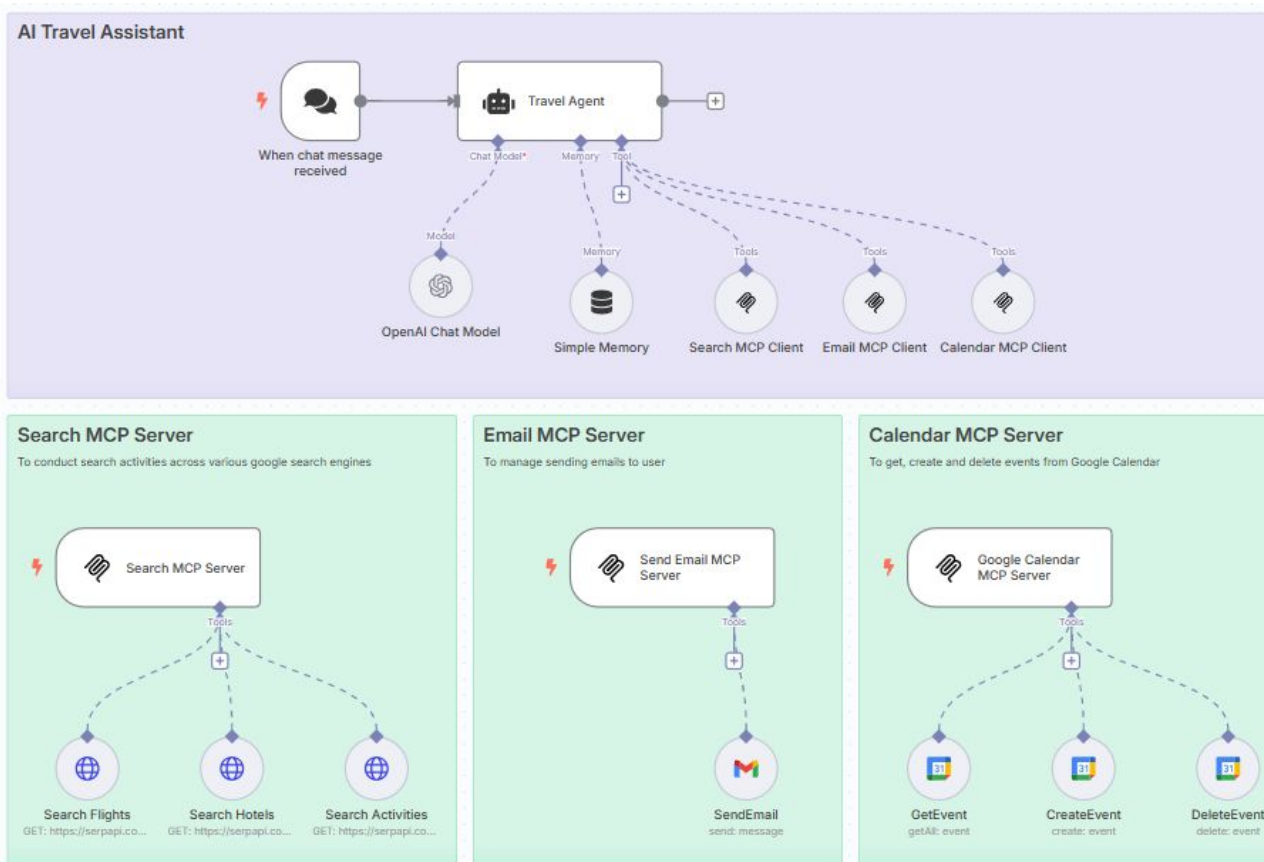 AI Travel Assistant
Travel Agent
When chat message
received
Chat Model*
Memory
Tool
Model
Memory
Tools
Tools
Tools
OpenAI Chat Model
Simple Memory
Search MCP Client
Email MCP Client
Calendar MCP Client
Search MCP Server
To conduct search activities across various google search engines
Search MCP Server
Tools
Search Flights
GET: https://serpapi.co...
Search Hotels
GET: https://serpapi.co...
Search Activities
GET: https://serpapi.co...
Email MCP Server
To manage sending emails to user
Send Email MCP
Server
Tools
SendEmail
send: message
Calendar MCP Server
To get, create and delete events from Google Calendar
Google Calendar
MCP Server
Tools
31
GetEvent
getAll: event
31
CreateEvent
create: event
31
DeleteEvent
delete: event